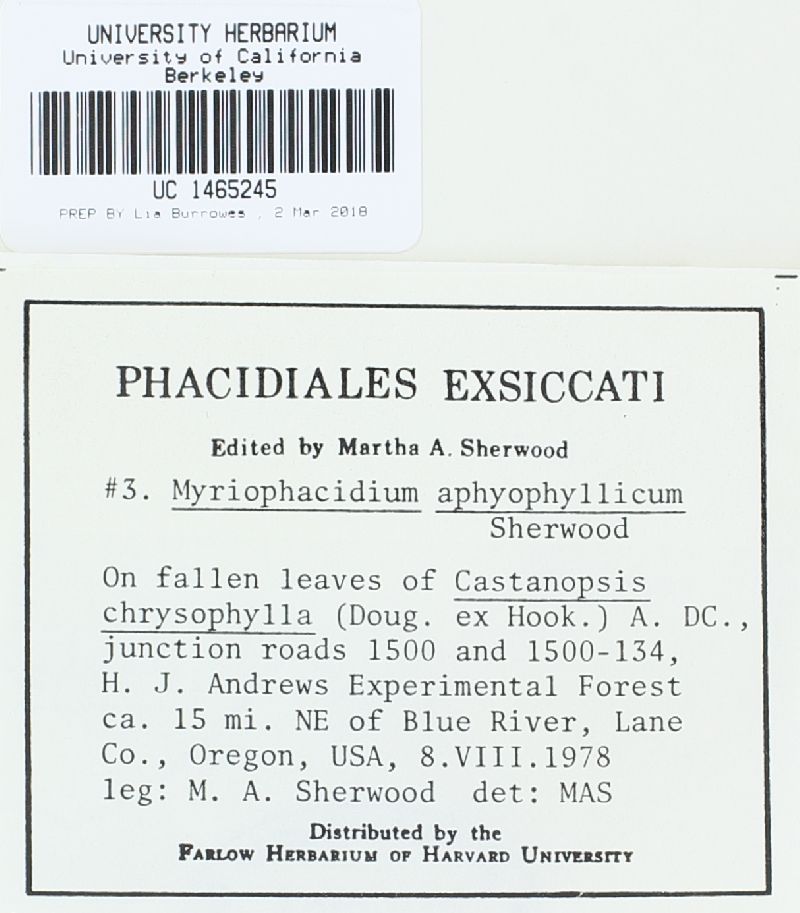 UNIVERSITY HERBARIUM
University of California
Berkeley
UC 1465245
PREP BY Lia Burrowes , 2 Mar 2018
PHACIDIALES EXSICCATI
Edited by Martha A. Sherwood
#3. Myriophacidium aphyophyllicum
Sherwood
On fallen leaves of Castanopsis
chrysophylla (Doug. ex Hook.) A. DC.,
junction roads 1500 and 1500-134,
H. J. Andrews Experimental Forest
ca. 15 mi. NE of Blue River, Lane
Co., Oregon, USA, 8.VIII.1978
leg: M. A. Sherwood det: MAS
Distributed by the
FARLOW HERBARIUM OF HARVARD UNIVERSITY